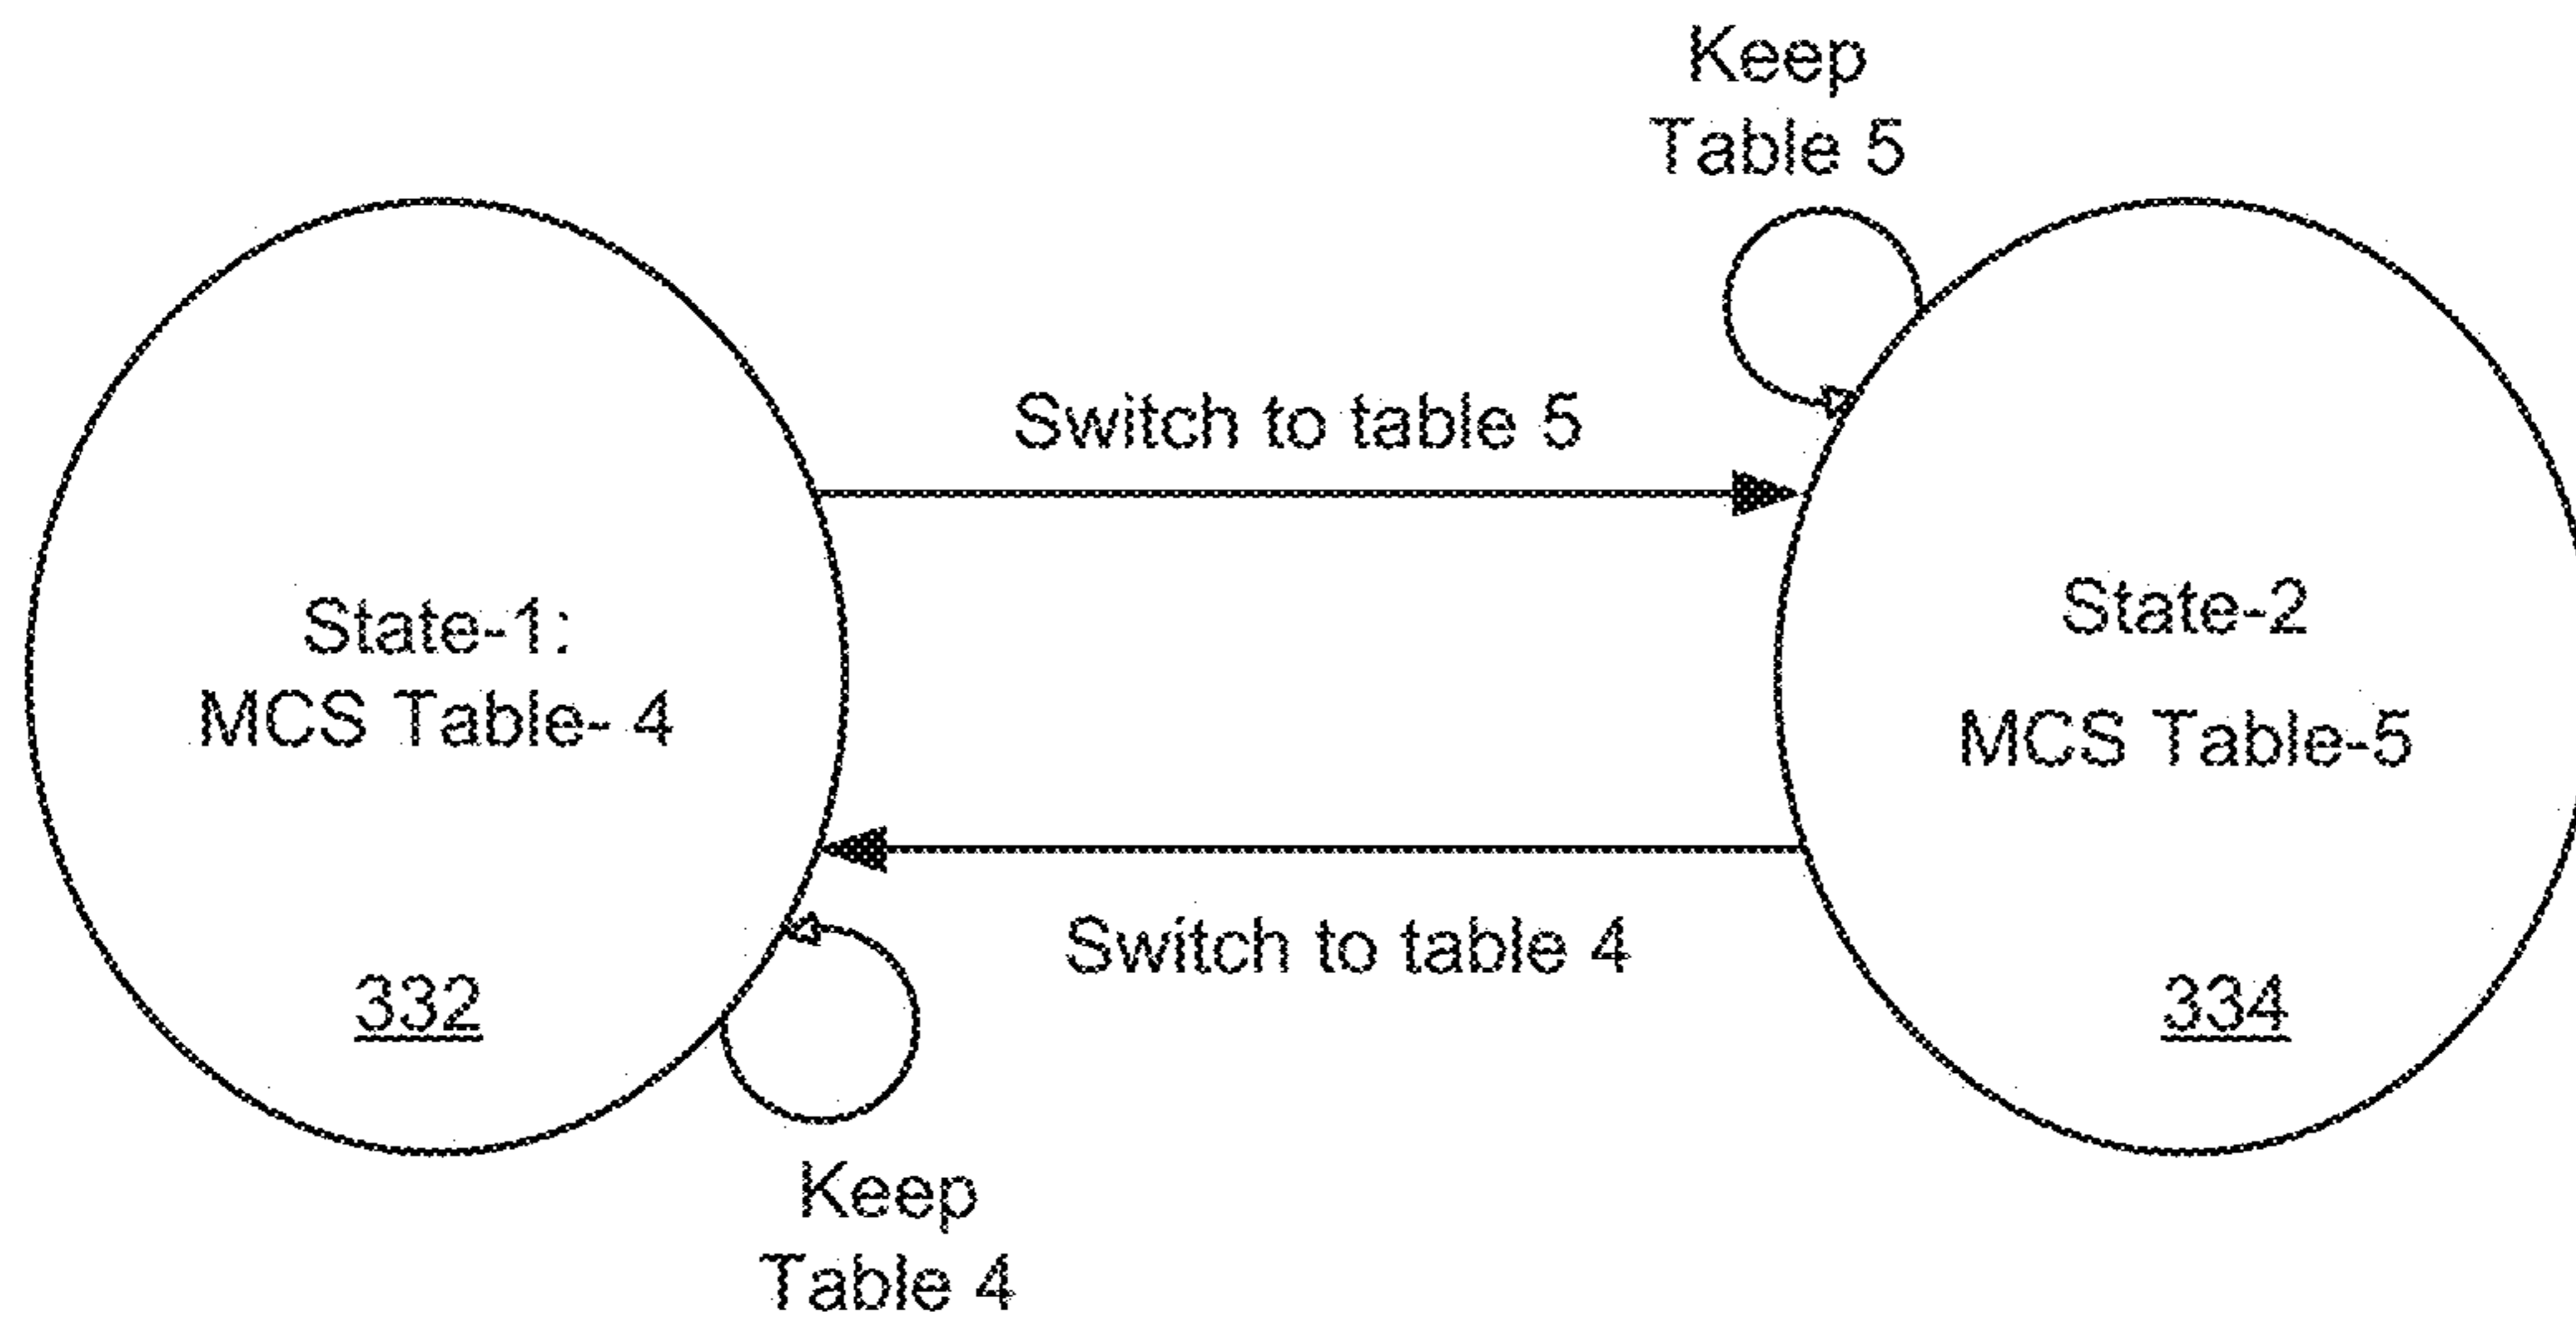 Keep
Table 5
Switch to table 5
State-1:
MCS Table- 4
State-2
MCS Table-5
Switch to table 4
332
334
Keep
Table 4